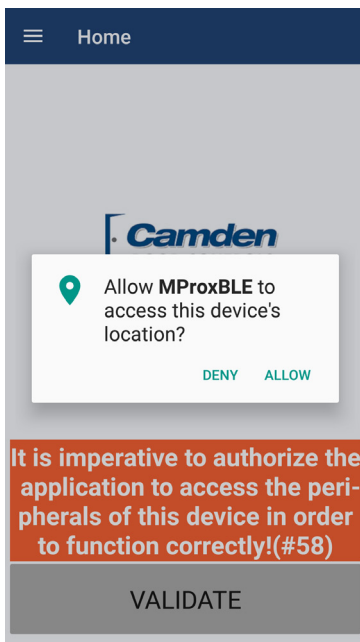 Home
Camden
Allow MProxBLE to
access this device's
location?
DENY ALLOW
It is imperative to authorize the
application to access the peri-
pherals of this device in order
to function correctly!(#58)
VALIDATE